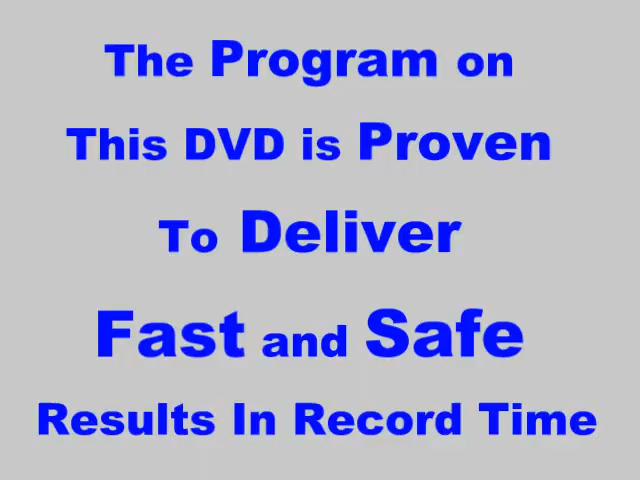 The Program on
This DVD is Proven
To Deliver
Fast and Safe
Results In Record Time